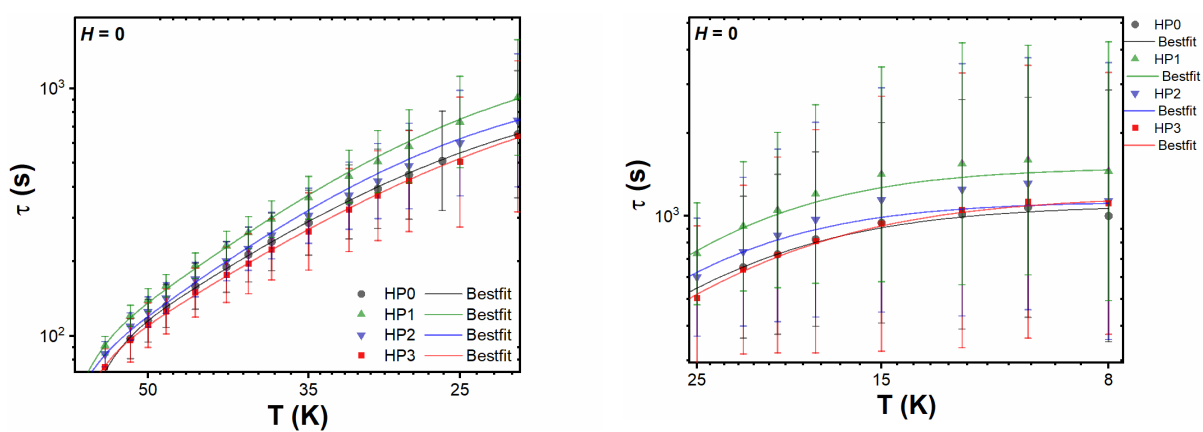 H = 0
τ (s)
10³
10²
HP0 Bestfit
HP1 Bestfit
HP2 Bestfit
HP3 Bestfit
50 35 25
T (K)
H = 0
τ (s)
10³
HP0
Bestfit
HP1
Bestfit
HP2
Bestfit
HP3
Bestfit
25 15 8
T (K)